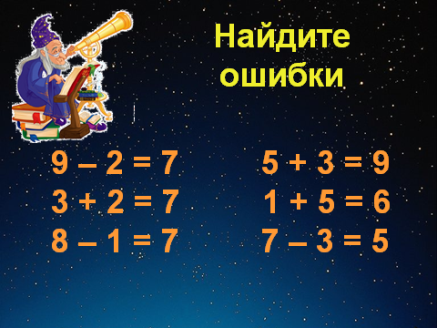 Найдите
ошибки
9 – 2 = 7 5 + 3 = 9
3 + 2 = 7 1 + 5 = 6
8 – 1 = 7 7 – 3 = 5